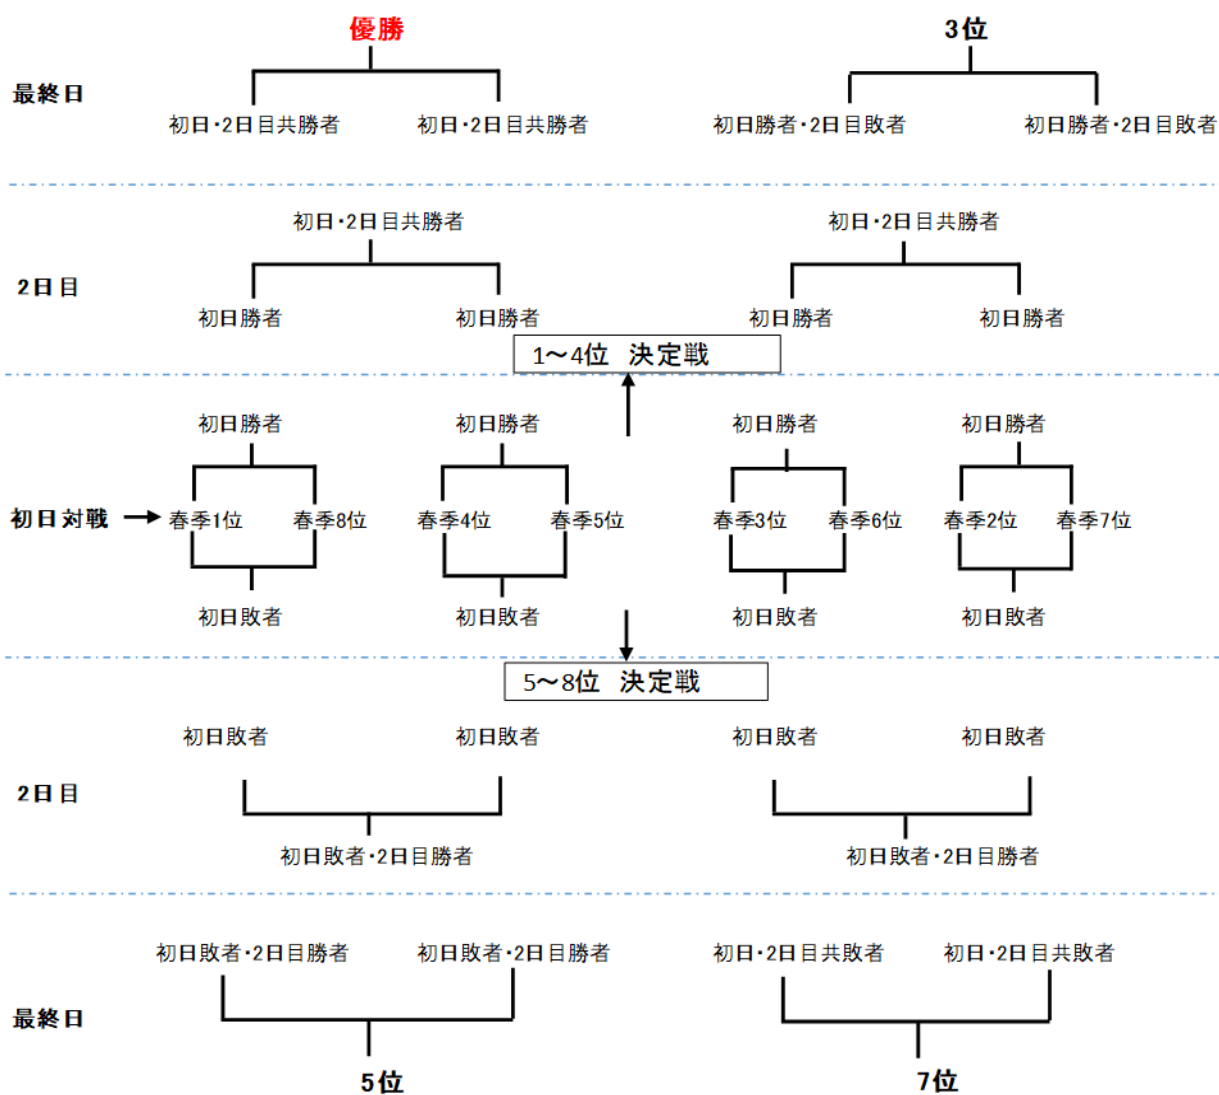 優勝
3位
最終日
初日・2日目共勝者
初日・2日目共勝者
初日勝者・2日目敗者
初日勝者・2日目敗者
初日・2日目共勝者
初日・2日目共勝者
2日目
初日勝者
初日勝者
初日勝者
初日勝者
1～4位 決定戦
初日勝者
初日勝者
初日勝者
初日勝者
初日対戦
春季1位
春季8位
春季4位
春季5位
春季3位
春季6位
春季2位
春季7位
初日敗者
初日敗者
初日敗者
初日敗者
5～8位 決定戦
初日敗者
初日敗者
初日敗者
初日敗者
2日目
初日敗者・2日目勝者
初日敗者・2日目勝者
初日敗者・2日目勝者
初日敗者・2日目勝者
初日・2日目共敗者
初日・2日目共敗者
最終日
5位
7位